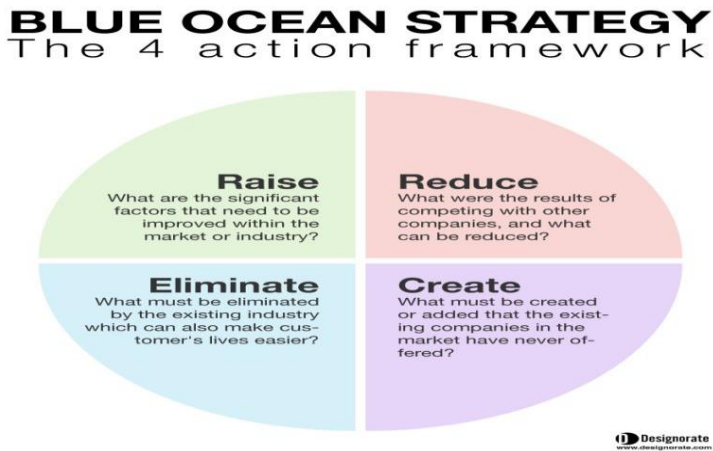 BLUE OCEAN STRATEGY
The 4 action framework
Raise
What are the significant
factors that need to be
improved within the
market or industry?
Reduce
What were the results of
competing with other
companies, and what
can be reduced?
Eliminate
What must be eliminated
by the existing industry
which can also make cus-
tomer's lives easier?
Create
What must be created
or added that the exist-
ing companies in the
market have never of-
fered?
Designorate
www.designorate.com